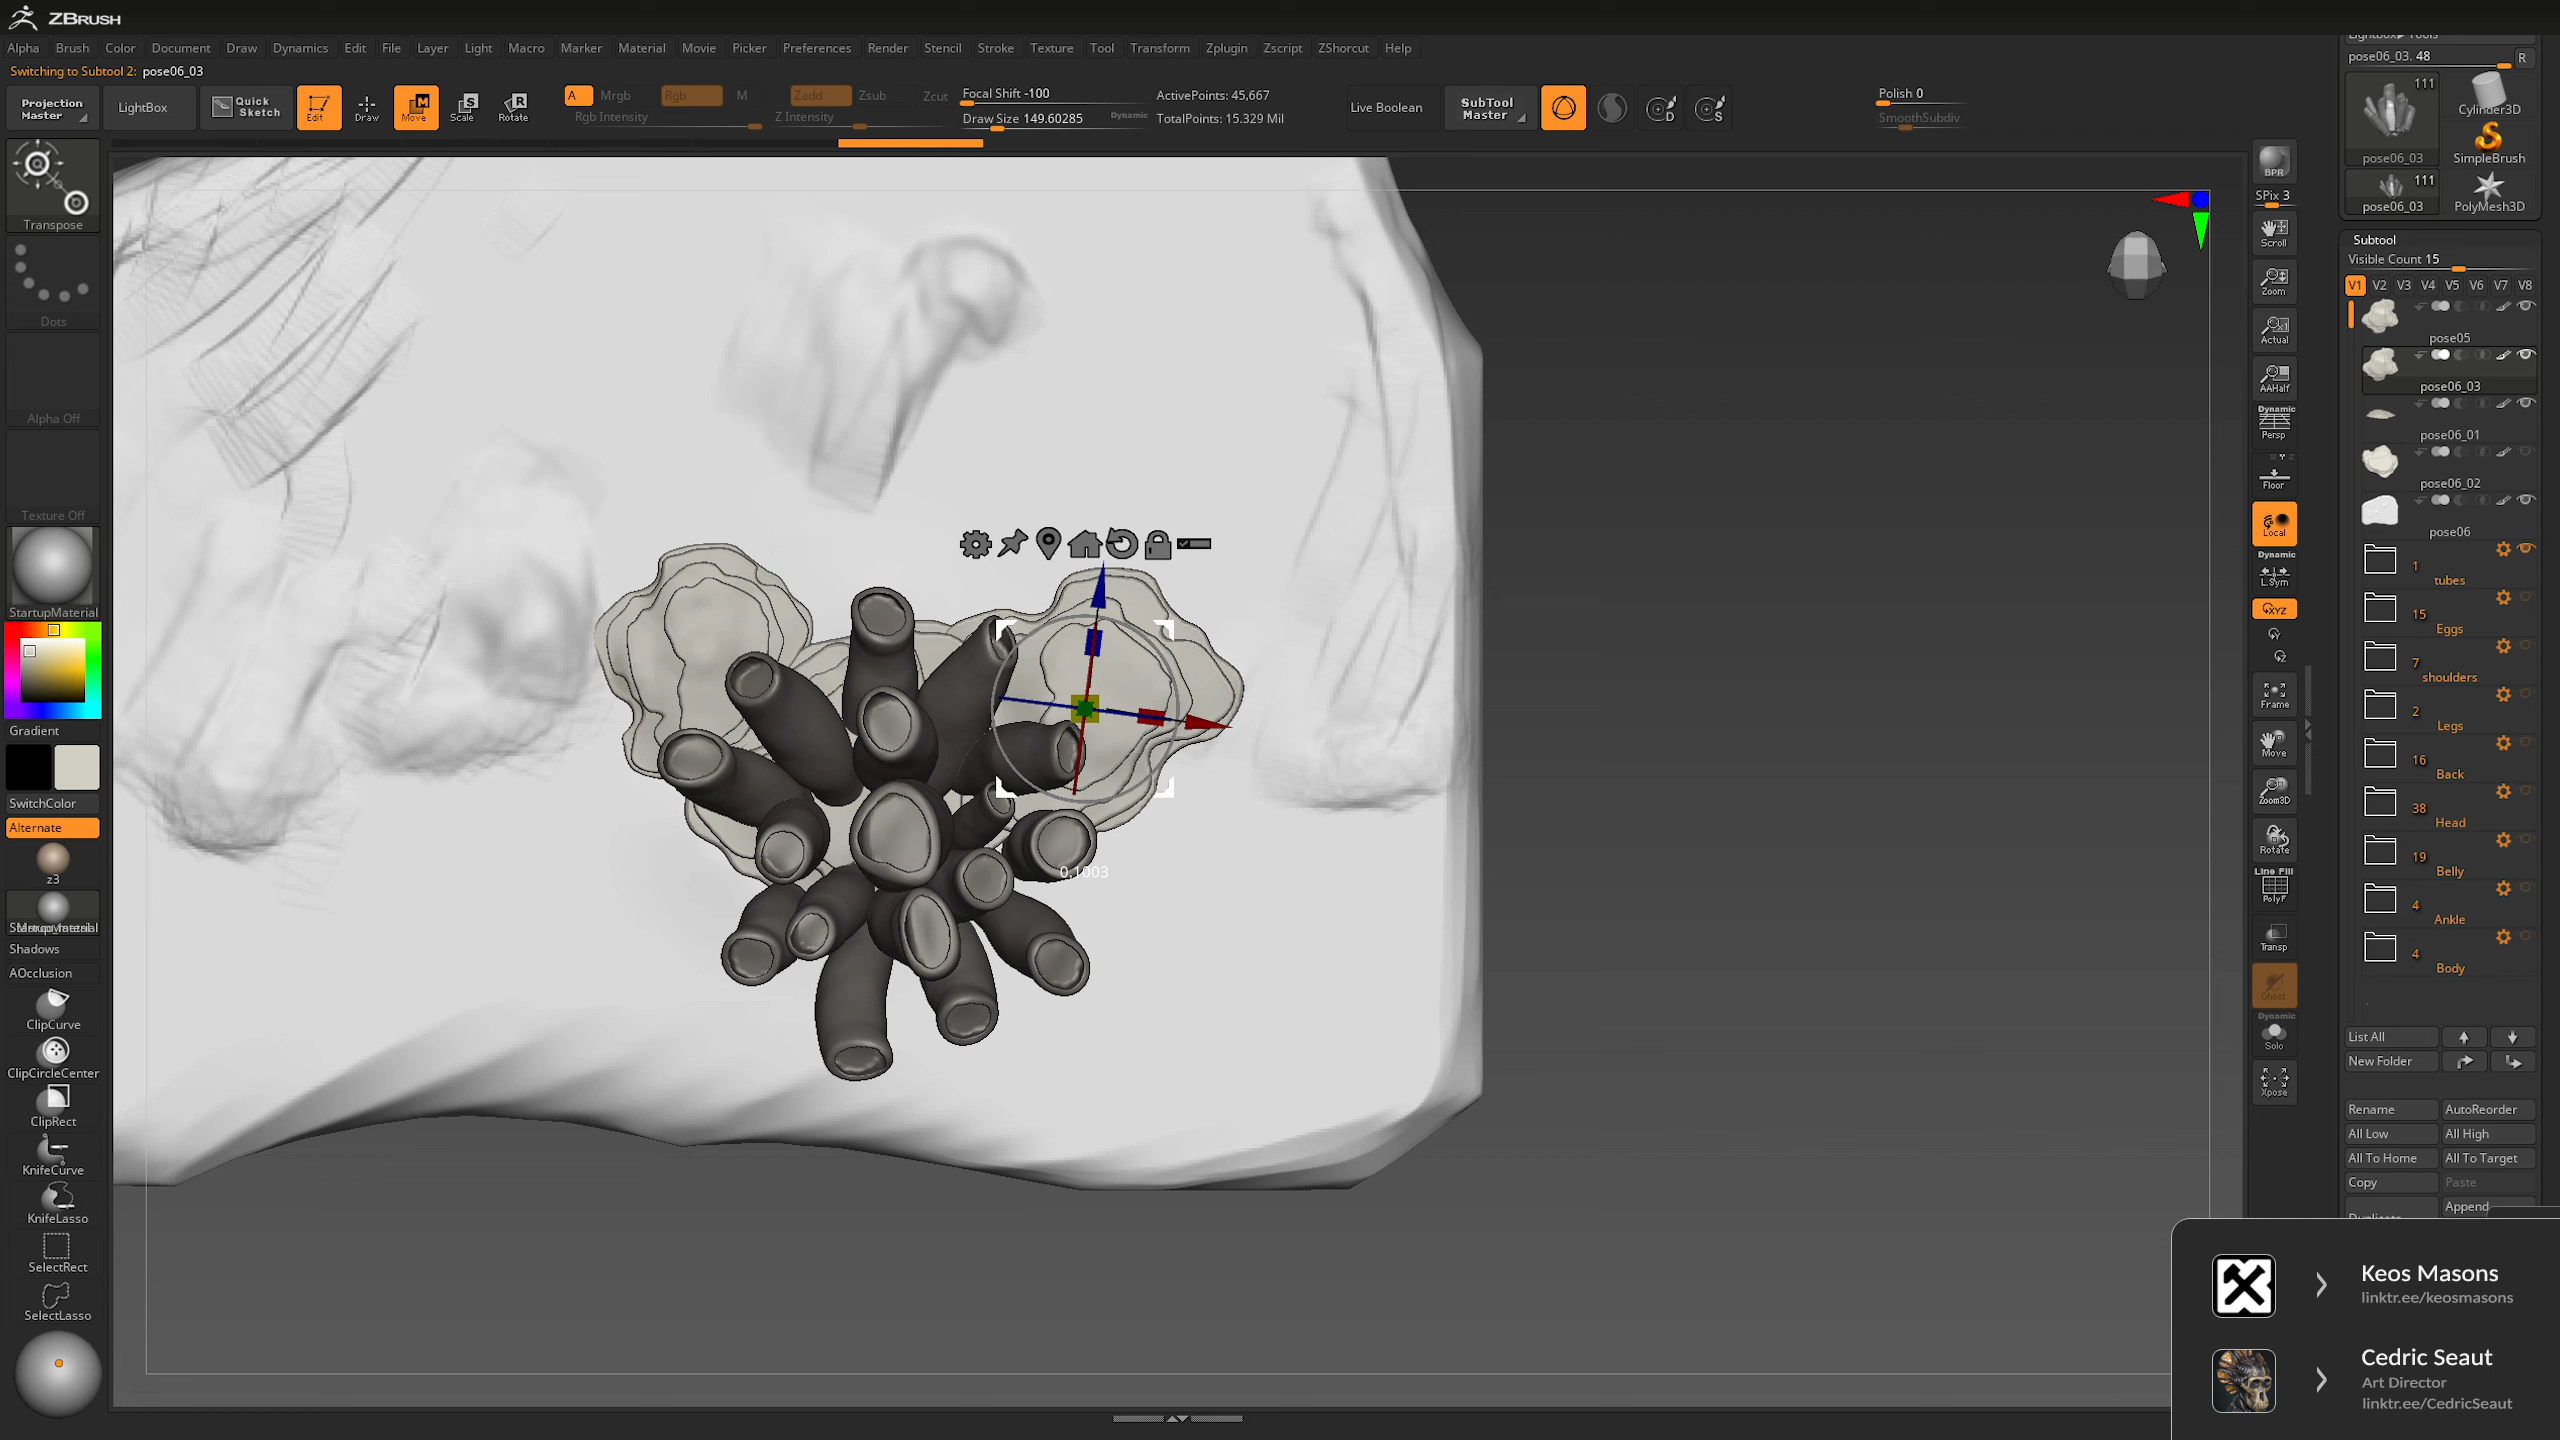 ZBRUSH
Alpha Brush Color Document Draw Dynamics Edit File Layer Light Macro Marker Material Movie Picker Preferences Render Stencil Stroke Texture Tool Transform Zplugin Zscript ZShorcut Help
Switching to Subtool 2: pose06_03
Projection Master
LightBox
Quick Sketch
Edit
Draw
Move
Scale
Rotate
A Mrgb Rgb M
Rgb Intensity
Zadd Zsub Zcut
Z Intensity
Focal Shift -100
Draw Size 149.60285
Dynamic
ActivePoints: 45,667
TotalPoints: 15.329 Mil
Live Boolean
SubTool Master
D
S
Polish 0
SmoothSubdiv
Transpose
Dots
Alpha Off
Texture Off
StartupMaterial
Gradient
SwitchColor
Alternate
z3
Shadows
AOcclusion
ClipCurve
ClipCircleCenter
ClipRect
KnifeCurve
KnifeLasso
SelectRect
SelectLasso
0.1003
BPR
SPix 3
Scroll
Zoom
Actual
AAHalf
Dynamic
Persp
Floor
Local
Dynamic
L.Sym
XYZ
Frame
Move
Zoom3D
Rotate
Line Fill
PolyF
Transp
Ghost
Dynamic
Solo
Xpose
pose06_03. 48
R
111
pose06_03
Cylinder3D
SimpleBrush
111
pose06_03
PolyMesh3D
Subtool
Visible Count 15
V1 V2 V3 V4 V5 V6 V7 V8
pose05
pose06_03
pose06_01
pose06_02
pose06
1
tubes
15
Eggs
7
shoulders
2
Legs
16
Back
38
Head
19
Belly
4
Ankle
4
Body
List All
New Folder
Rename AutoReorder
All Low All High
All To Home All To Target
Copy Paste
Append
Keos Masons
linktr.ee/keosmasons
Cedric Seaut
Art Director
linktr.ee/CedricSeaut